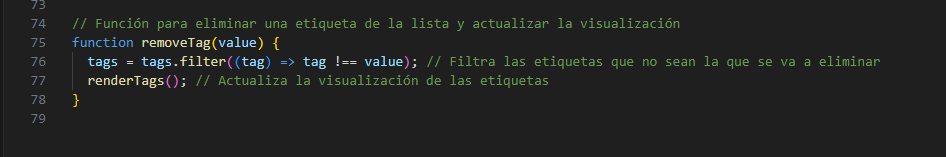 73
74 // Función para eliminar una etiqueta de la lista y actualizar la visualización
75 function removeTag(value) {
76 tags = tags.filter((tag) => tag !== value); // Filtra las etiquetas que no sean la que se va a eliminar
77 renderTags(); // Actualiza la visualización de las etiquetas
78 }
79